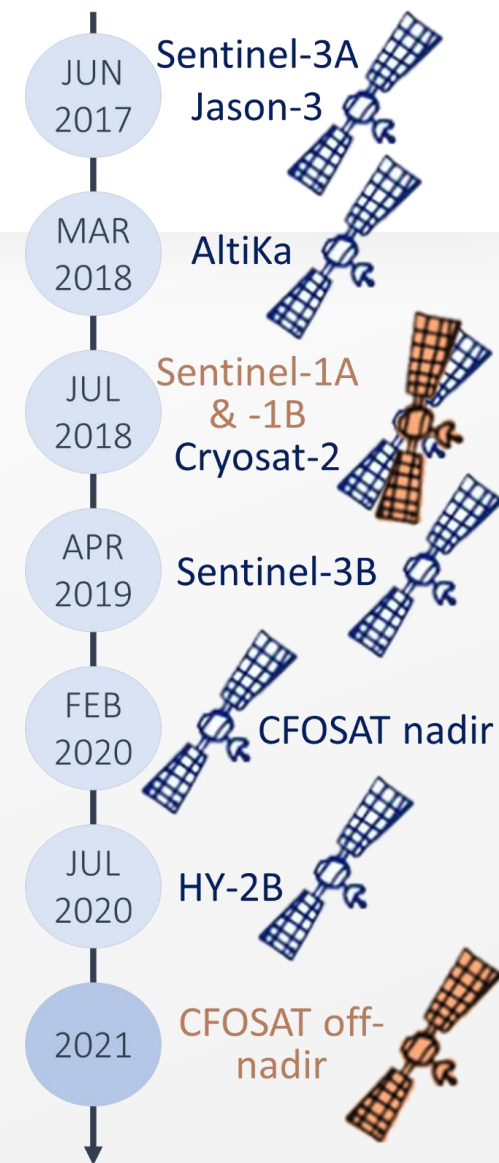 JUN
2017
Sentinel-3A
Jason-3
MAR
2018
AltiKa
JUL
2018
Sentinel-1A
& -1B
Cryosat-2
APR
2019
Sentinel-3B
FEB
2020
CFOSAT nadir
JUL
2020
HY-2B
2021
CFOSAT off-
nadir